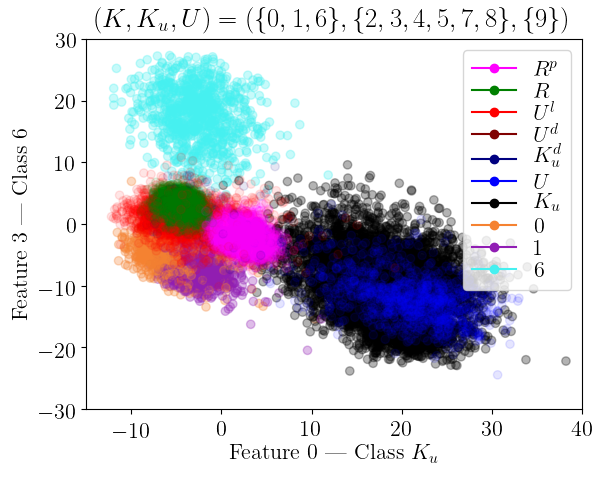 (K, K_u, U) = ({0, 1, 6}, {2, 3, 4, 5, 7, 8}, {9})
30
20
10
0
−10
−20
−30
Feature 3 — Class 6
R^p
R
U^l
U^d
K_u^d
U
K_u
0
1
6
−10
0
10
20
30
40
Feature 0 — Class K_u